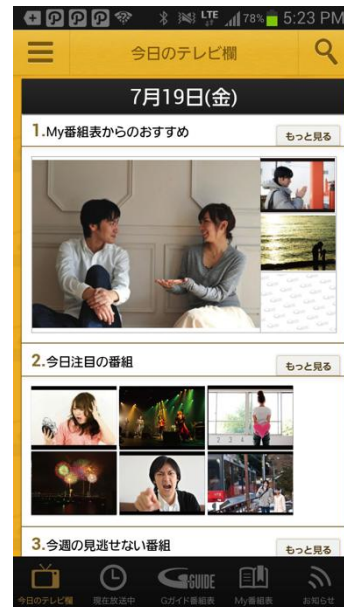 LTE 78% 5:23 PM
今日のテレビ欄
7月19日(金)
1.My番組表からのおすすめ
もっと見る
2.今日注目の番組
もっと見る
3.今週の見逃せない番組
もっと見る
今日のテレビ欄 現在放送中 GGUIDE Gガイド番組表 My番組表 お知らせ